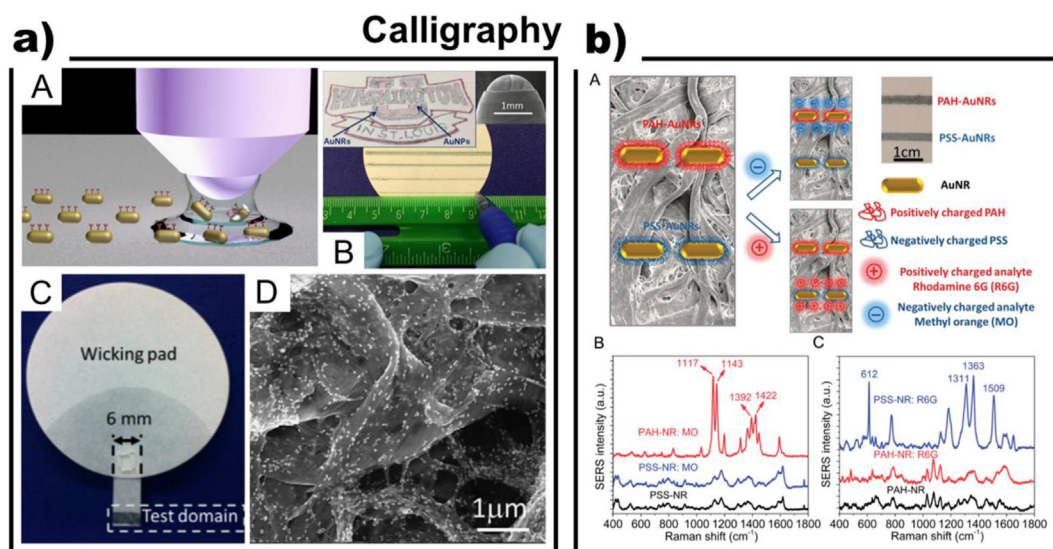 Calligraphy
a)
A
WASHINGTON
IN ST. LOUIS
AuNRs
AuNPs
1mm
B
C
Wicking pad
6 mm
Test domain
D
1μm
b)
A
PAH-AuNRs
PSS-AuNRs
PAH-AuNRs
PSS-AuNRs
1cm
AuNR
Positively charged PAH
Negatively charged PSS
Positively charged analyte
Rhodamine 6G (R6G)
Negatively charged analyte
Methyl orange (MO)
B
SERS intensity (a.u.)
1117
1143
1392
1422
PAH-NR: MO
PSS-NR: MO
PSS-NR
400 600 800 1000 1200 1400 1600 1800
Raman shift (cm⁻¹)
C
SERS intensity (a.u.)
612
1311
1363
1509
PSS-NR: R6G
PAH-NR: R6G
PAH-NR
400 600 800 1000 1200 1400 1600 1800
Raman shift (cm⁻¹)